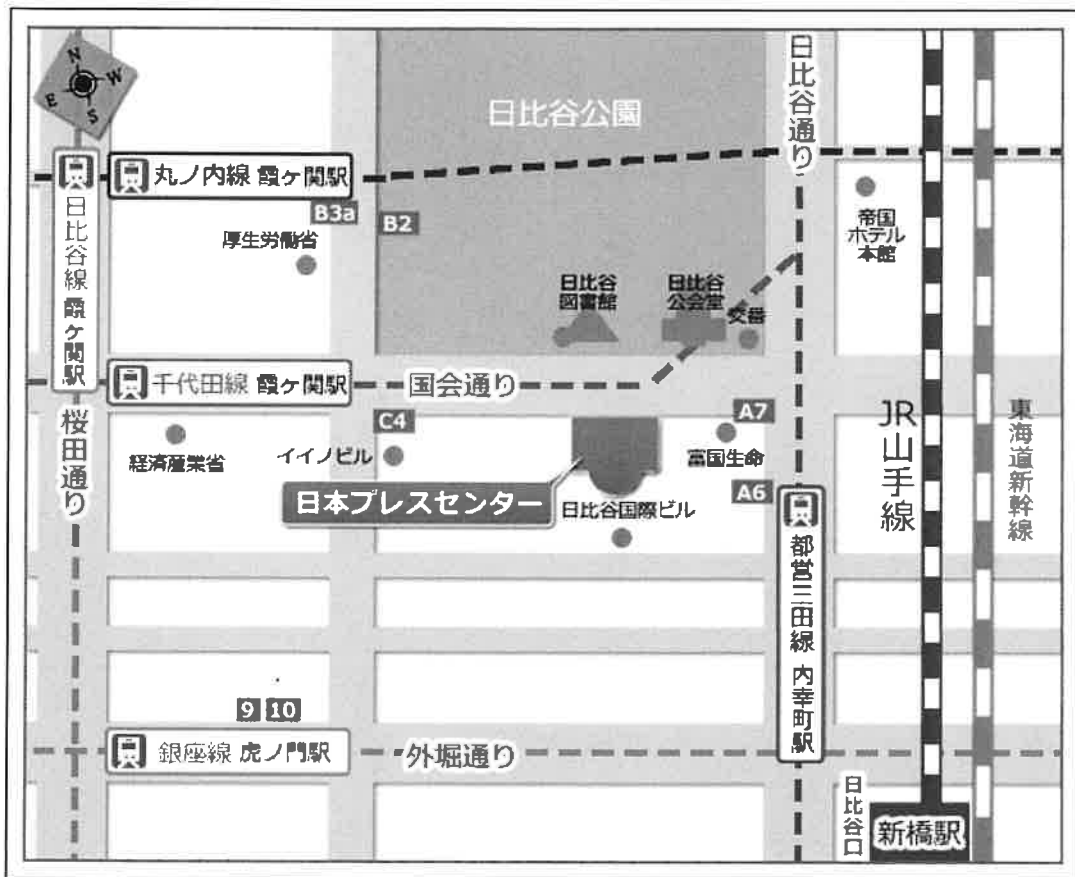 N
W
E
S
日比谷公園
日比谷通り
丸ノ内線 霞ヶ関駅
B3a
B2
厚生労働省
帝国
ホテル
本館
日比谷線 霞ヶ関駅
日比谷
図書館
日比谷
公会堂
交番
千代田線 霞ヶ関駅
国会通り
桜田通り
経済産業省
イイノビル
C4
A7
富国生命
日本プレスセンター
A6
日比谷国際ビル
JR山手線
東海道新幹線
都営三田線 内幸町駅
9
10
銀座線 虎ノ門駅
外堀通り
日比谷口
新橋駅